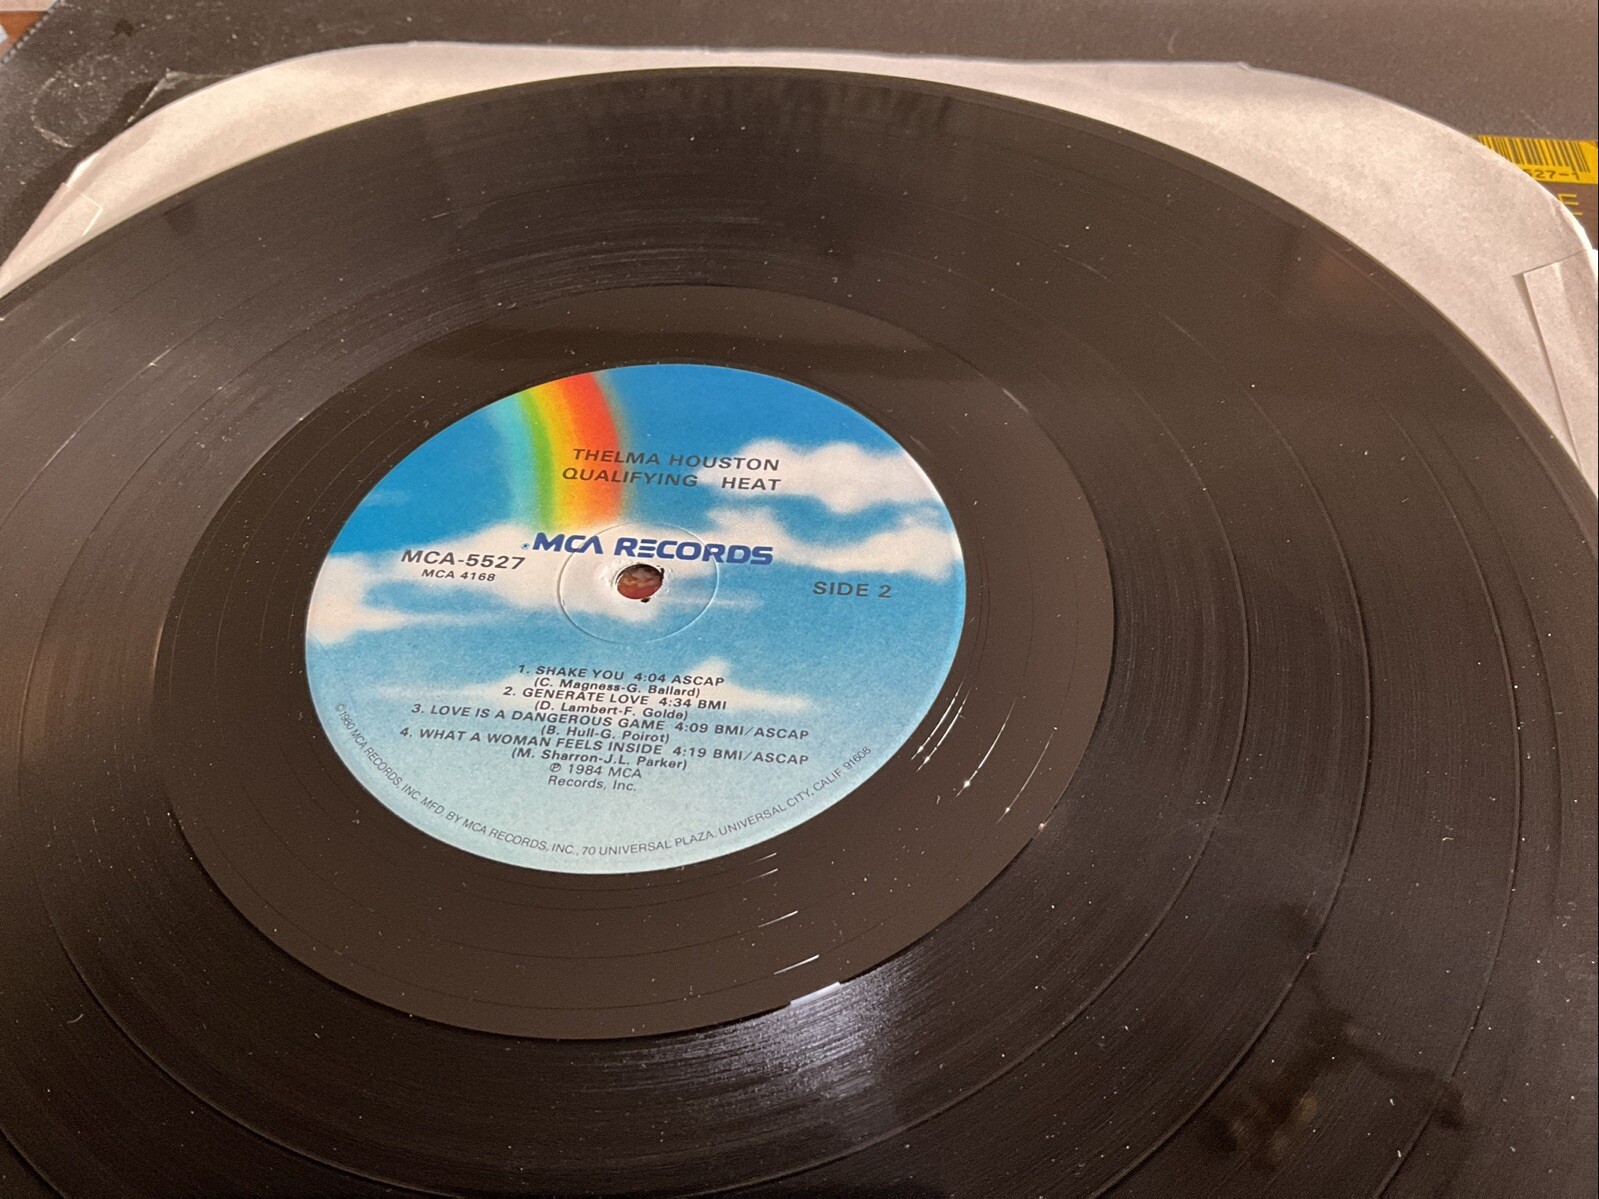 27-1
E
THELMA HOUSTON
QUALIFYING HEAT
MCA RECORDS
MCA-5527
MCA 4168
SIDE 2
1. SHAKE YOU 4:04 ASCAP
(C. Magness-G. Ballard)
2. GENERATE LOVE 4:34 BMI
(D. Lambert-F. Golde)
3. LOVE IS A DANGEROUS GAME 4:09 BMI/ASCAP
(B. Hull-G. Poirot)
4. WHAT A WOMAN FEELS INSIDE 4:19 BMI/ASCAP
(M. Sharron-J.L. Parker)
℗ 1984 MCA
Records, Inc.
©1980 MCA RECORDS, INC. MFD. BY MCA RECORDS, INC., 70 UNIVERSAL PLAZA, UNIVERSAL CITY, CALIF. 91608